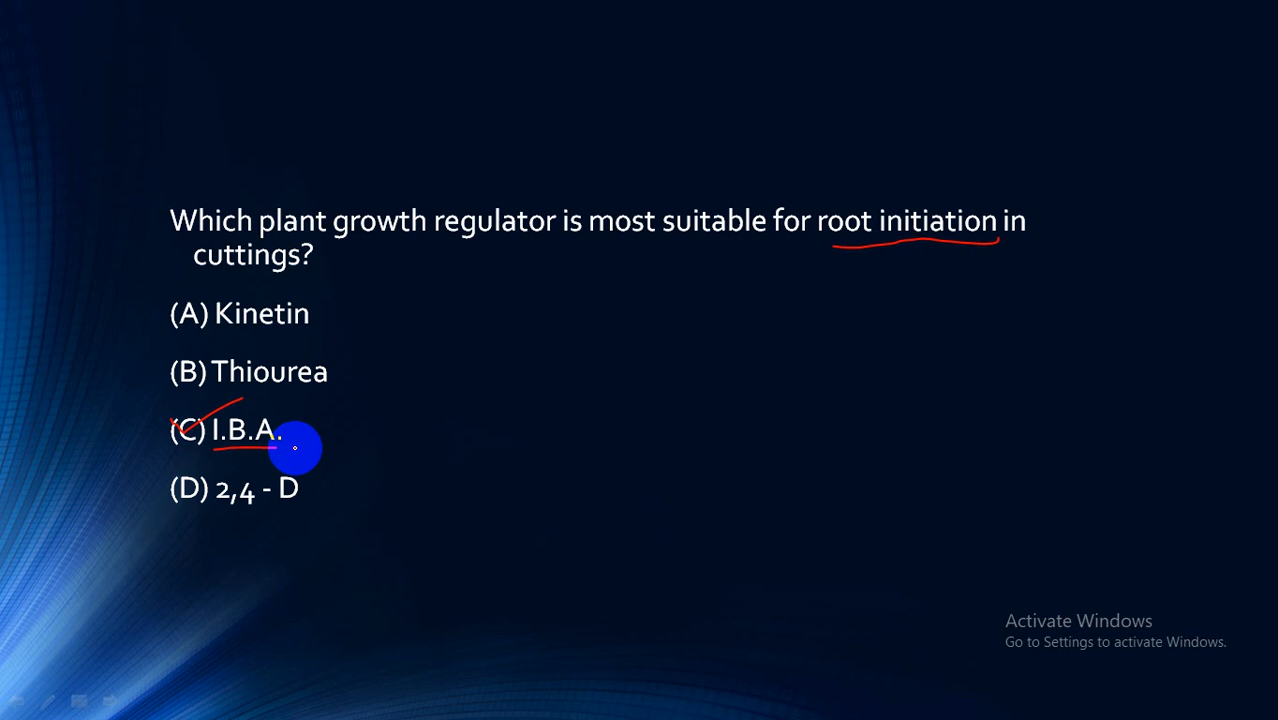 Which plant growth regulator is most suitable for root initiation in
cuttings?
(A) Kinetin
(B) Thiourea
(C) I.B.A.
(D) 2,4 - D
Activate Windows
Go to Settings to activate Windows.